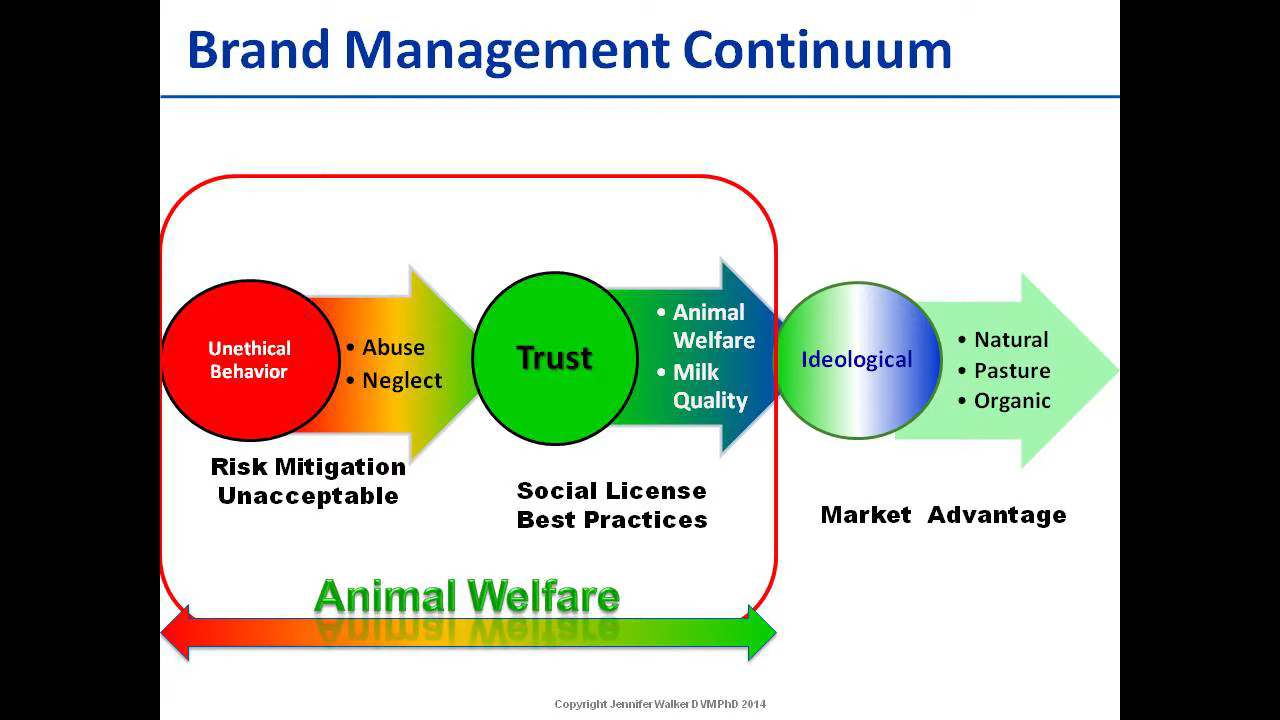 Brand Management Continuum
Unethical
Behavior
• Abuse
• Neglect
Risk Mitigation
Unacceptable
Trust
• Animal
Welfare
• Milk
Quality
Social License
Best Practices
Ideological
• Natural
• Pasture
• Organic
Market Advantage
Animal Welfare
Copyright Jennifer Walker DVMPhD 2014